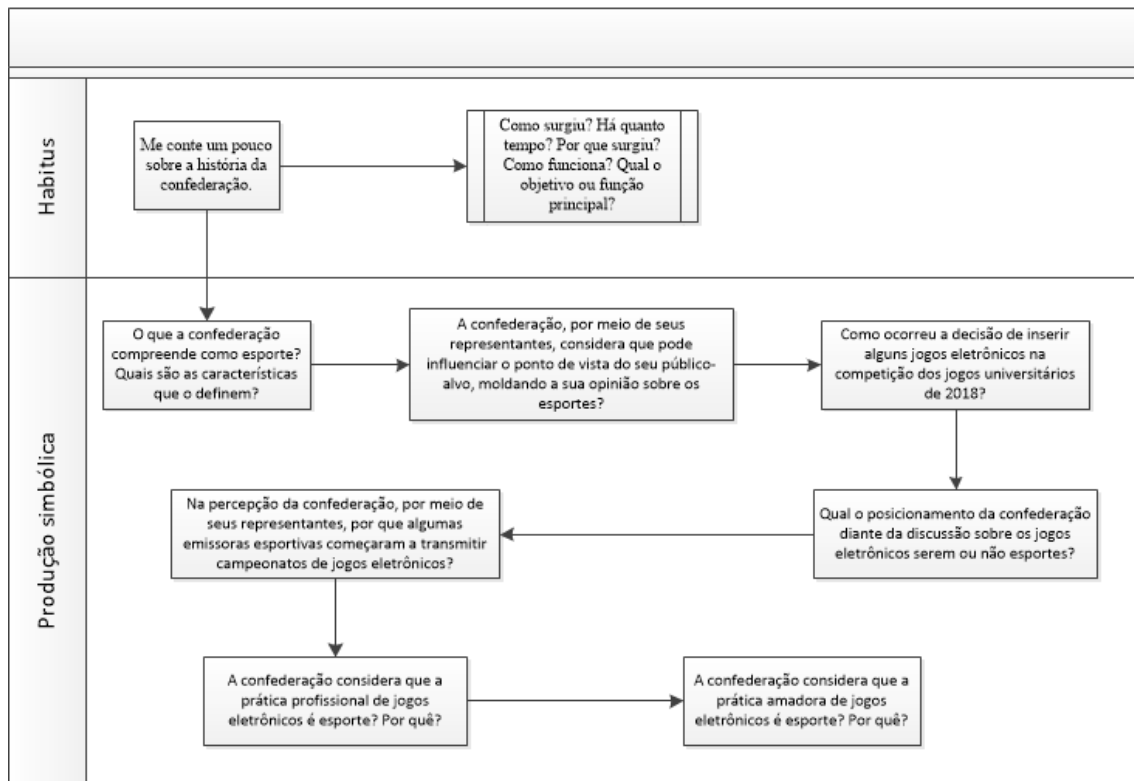 Habitus
Me conte um pouco
sobre a história da
confederação.
Como surgiu? Há quanto
tempo? Por que surgiu?
Como funciona? Qual o
objetivo ou função
principal?
Produção simbólica
O que a confederação
compreende como esporte?
Quais são as características
que o definem?
A confederação, por meio de seus
representantes, considera que pode
influenciar o ponto de vista do seu público-
alvo, moldando a sua opinião sobre os
esportes?
Como ocorreu a decisão de inserir
alguns jogos eletrônicos na
competição dos jogos universitários
de 2018?
Qual o posicionamento da confederação
diante da discussão sobre os jogos
eletrônicos serem ou não esportes?
Na percepção da confederação, por meio de
seus representantes, por que algumas
emissoras esportivas começaram a transmitir
campeonatos de jogos eletrônicos?
A confederação considera que a
prática profissional de jogos
eletrônicos é esporte? Por quê?
A confederação considera que a
prática amadora de jogos
eletrônicos é esporte? Por quê?